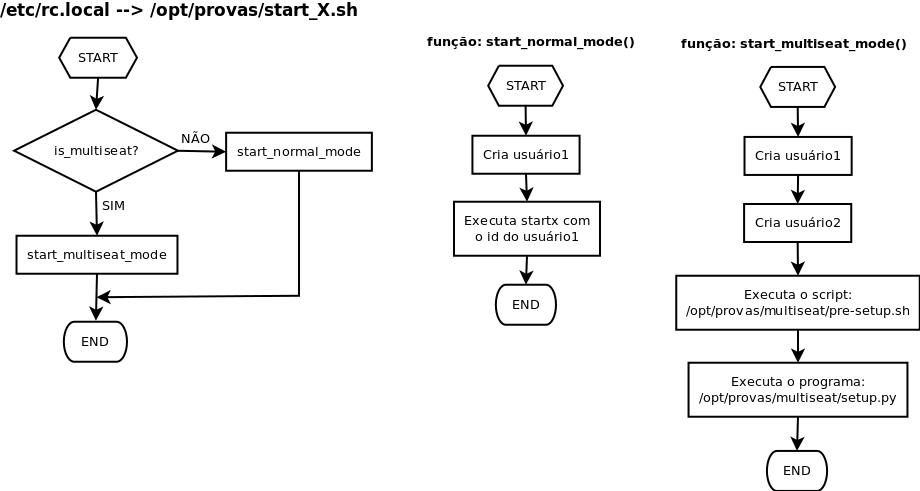 /etc/rc.local --> /opt/provas/start_X.sh
START
is_multiseat?
NÃO
start_normal_mode
SIM
start_multiseat_mode
END
função: start_normal_mode()
START
Cria usuário1
Executa startx com
o id do usuário1
END
função: start_multiseat_mode()
START
Cria usuário1
Cria usuário2
Executa o script:
/opt/provas/multiseat/pre-setup.sh
Executa o programa:
/opt/provas/multiseat/setup.py
END